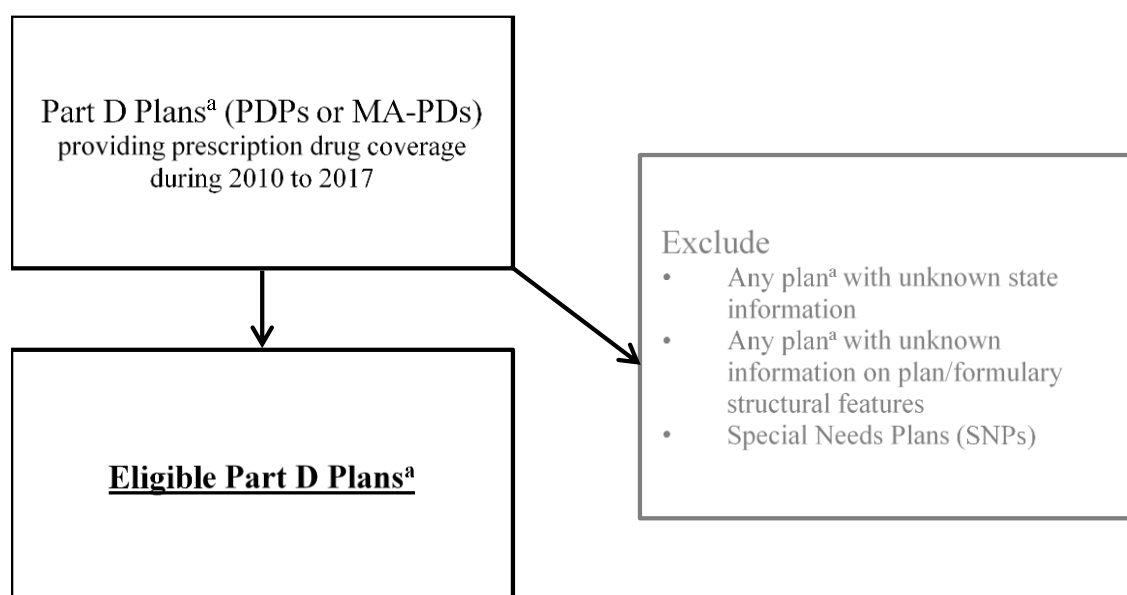 Part D Plansᵃ (PDPs or MA-PDs)
providing prescription drug coverage
during 2010 to 2017
Exclude
• Any planᵃ with unknown state
information
• Any planᵃ with unknown
information on plan/formulary
structural features
• Special Needs Plans (SNPs)
Eligible Part D Plansᵃ